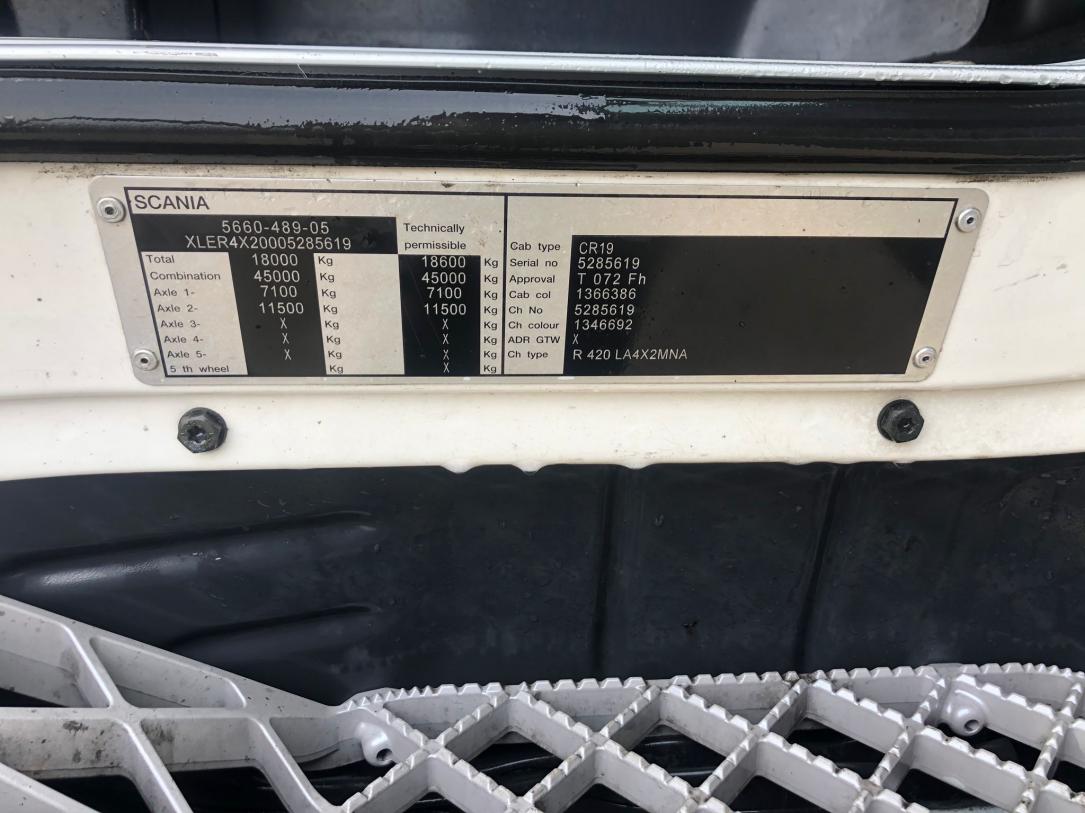 SCANIA
5660-489-05
XLER4X20005285619
Technically
permissible
Total 18000 Kg 18600 Kg
Combination 45000 Kg 45000 Kg
Axle 1- 7100 Kg 7100 Kg
Axle 2- 11500 Kg 11500 Kg
Axle 3- X Kg X Kg
Axle 4- X Kg X Kg
Axle 5- X Kg X Kg
5 th wheel Kg X Kg
Cab type CR19
Serial no 5285619
Approval T 072 Fh
Cab col 1366386
Ch No 5285619
Ch colour 1346692
ADR GTW X
Ch type R 420 LA4X2MNA